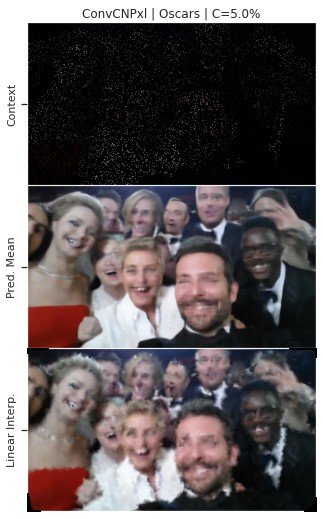 ConvCNPxl | Oscars | C=5.0%
Context
Pred. Mean
Linear Interp.